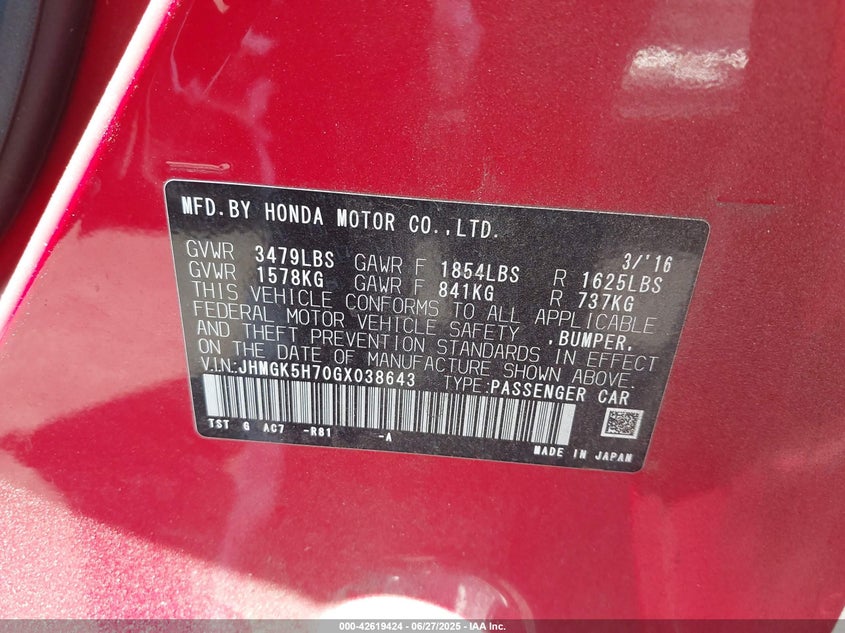 MFD.BY HONDA MOTOR CO.,LTD.
3/'16
GVWR 3479LBS GAWR F 1854LBS R 1625LBS
GVWR 1578KG GAWR F 841KG R 737KG
THIS VEHICLE CONFORMS TO ALL APPLICABLE
FEDERAL MOTOR VEHICLE SAFETY ,BUMPER,
AND THEFT PREVENTION STANDARDS IN EFFECT
ON THE DATE OF MANUFACTURE SHOWN ABOVE.
V.IN:JHMGK5H70GX038643 TYPE:PASSENGER CAR
TST G AC7 -R81 -A
MADE IN JAPAN
000-42619424 - 06/27/2025 - IAA Inc.